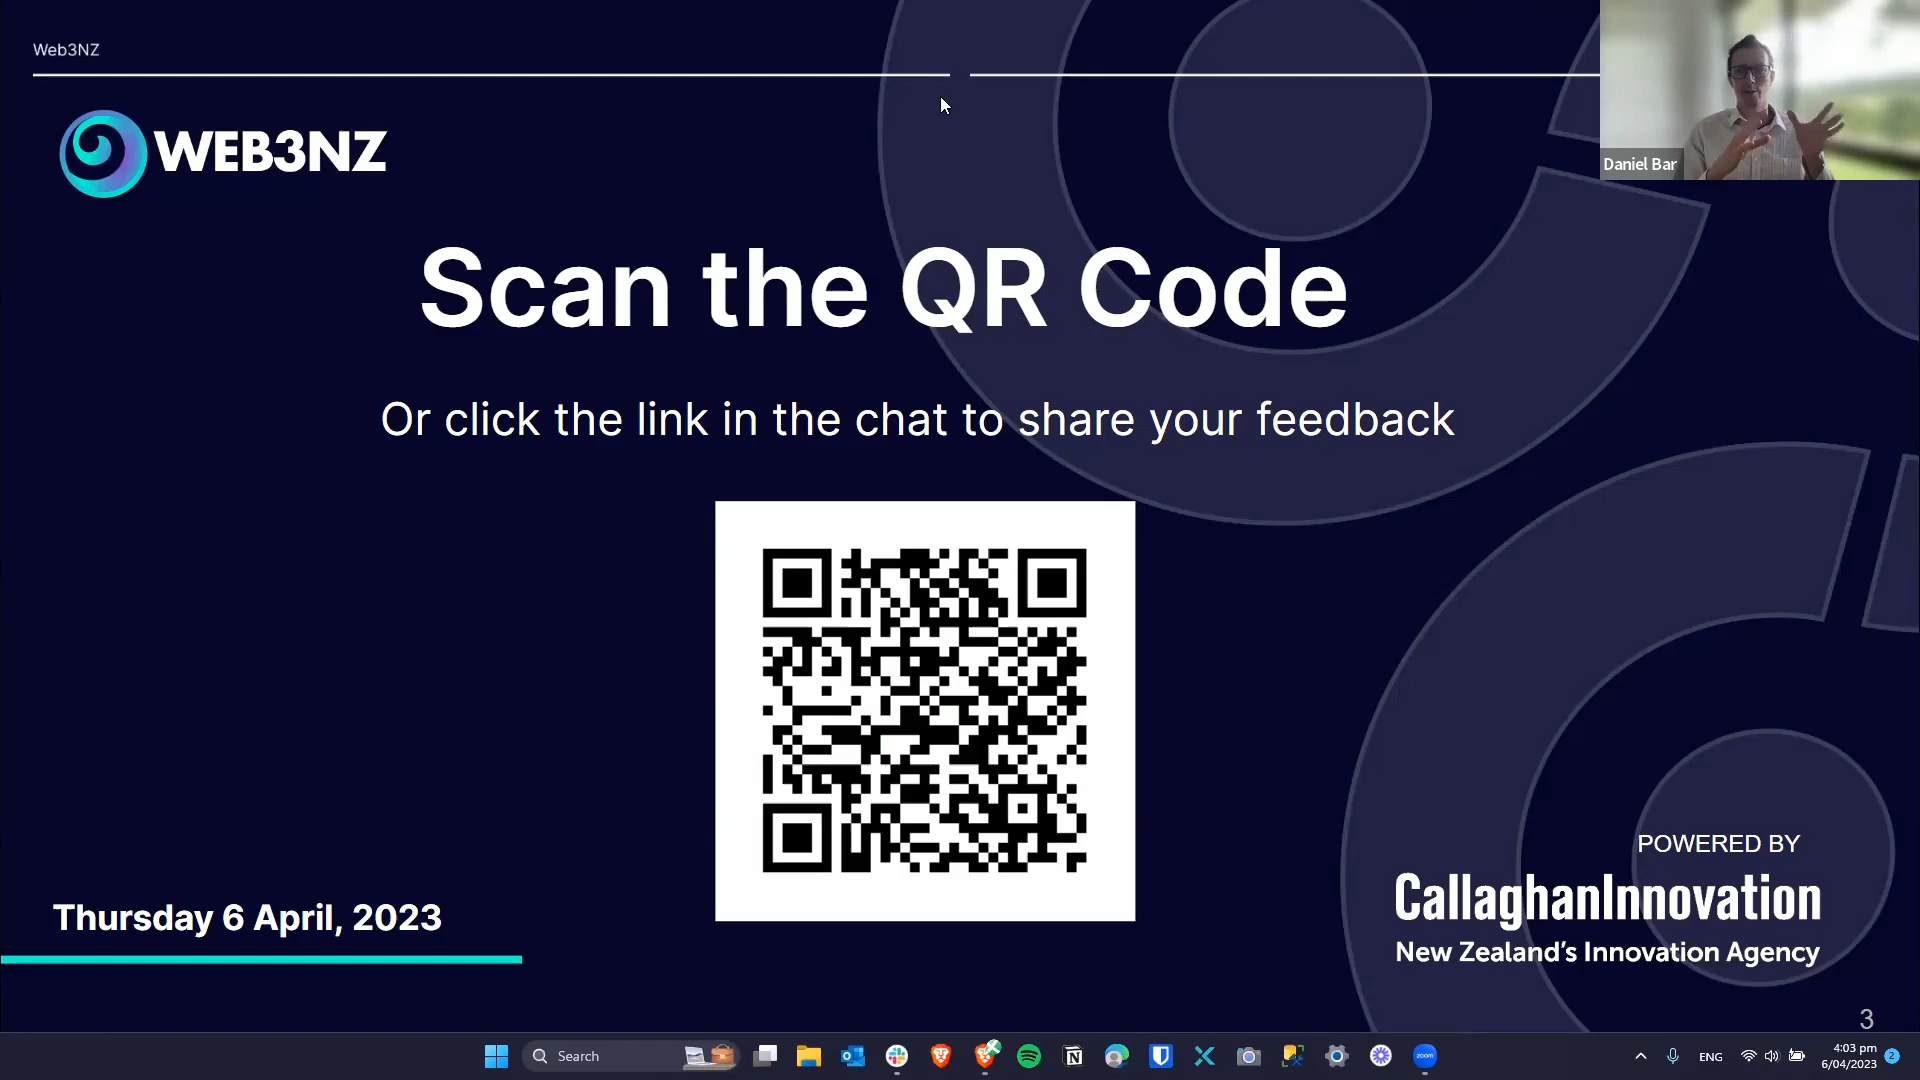 Web3NZ
WEB3NZ
Daniel Bar
Scan the QR Code
Or click the link in the chat to share your feedback
Thursday 6 April, 2023
POWERED BY
CallaghanInnovation
New Zealand's Innovation Agency
3
Search
zoom
ENG
4:03 pm
6/04/2023
2